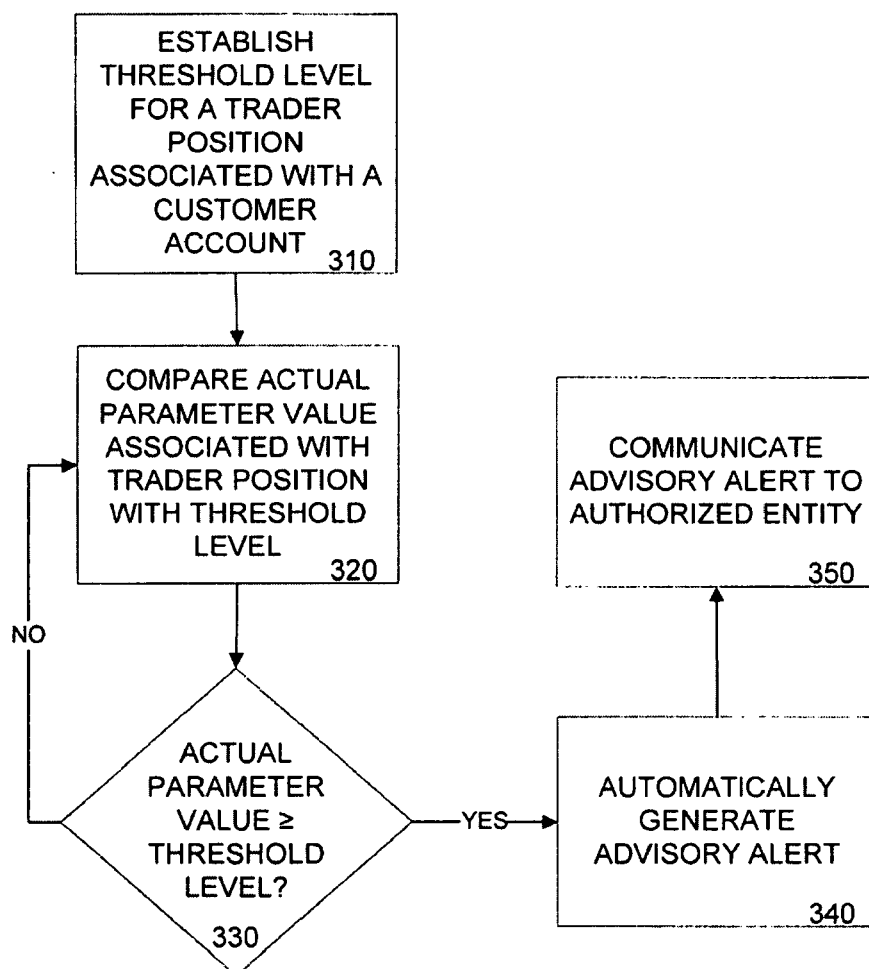 ESTABLISH
THRESHOLD LEVEL
FOR A TRADER
POSITION
ASSOCIATED WITH A
CUSTOMER
ACCOUNT
310
COMPARE ACTUAL
PARAMETER VALUE
ASSOCIATED WITH
TRADER POSITION
WITH THRESHOLD
LEVEL
320
NO
ACTUAL
PARAMETER
VALUE ≥
THRESHOLD
LEVEL?
330
YES
AUTOMATICALLY
GENERATE
ADVISORY ALERT
340
COMMUNICATE
ADVISORY ALERT TO
AUTHORIZED ENTITY
350